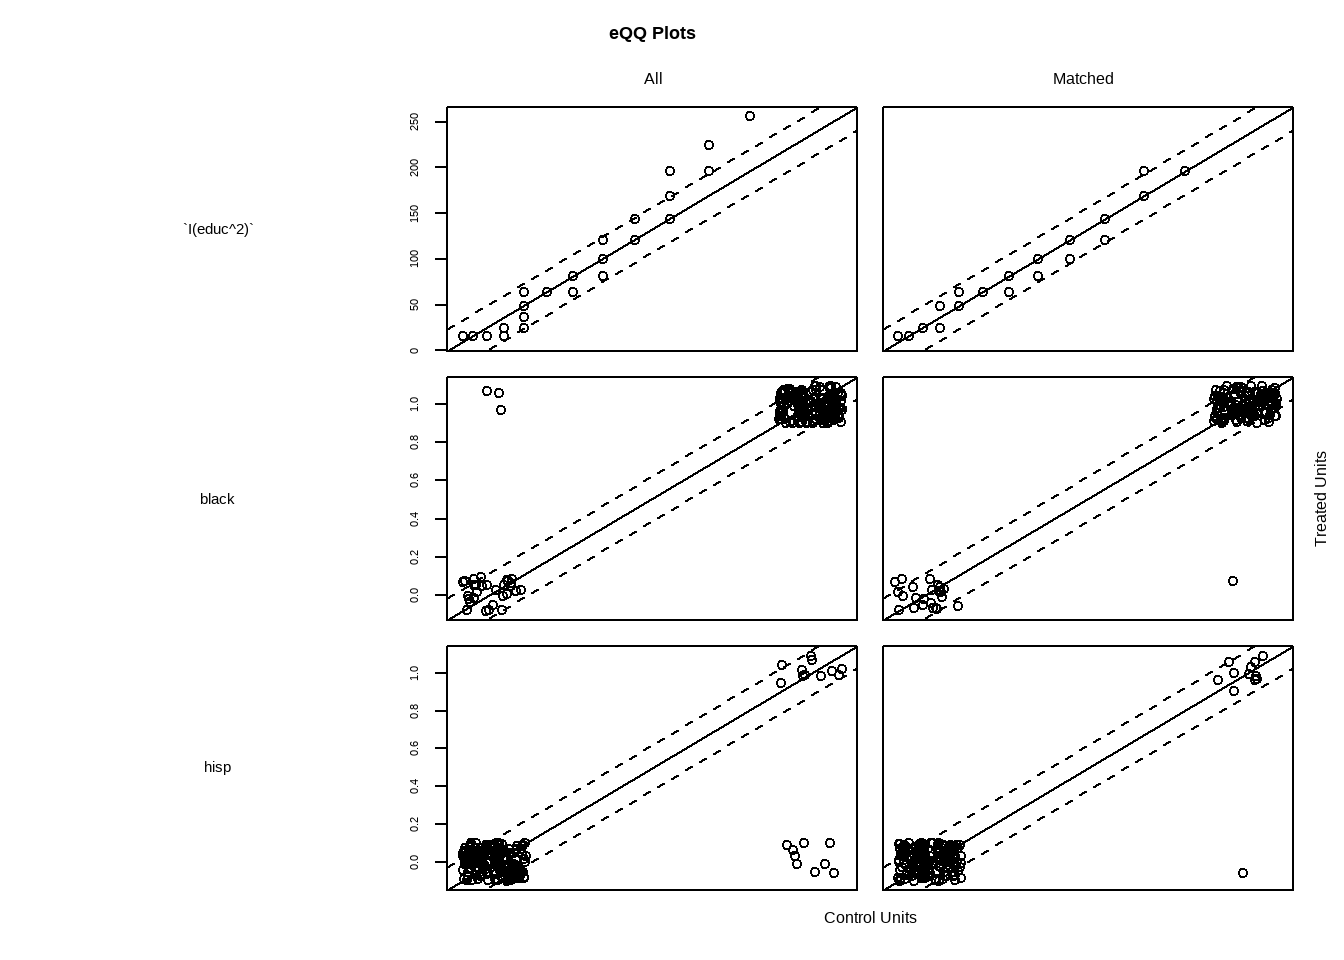 eQQ Plots
All Matched
`I(educ^2)`
0 50 100 150 200 250
black
0.0 0.2 0.4 0.6 0.8 1.0
Treated Units
hisp
0.0 0.2 0.4 0.6 0.8 1.0
Control Units